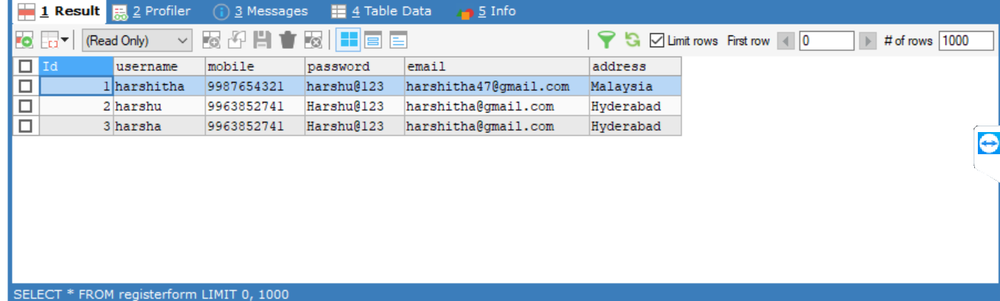 1 Result 2 Profiler 3 Messages 4 Table Data 5 Info
(Read Only) Limit rows First row 0 # of rows 1000
Id username mobile password email address
1 harshitha 9987654321 harshu@123 harshitha47@gmail.com Malaysia
2 harshu 9963852741 Harshu@123 harshitha@gmail.com Hyderabad
3 harsha 9963852741 Harshu@123 harshitha@gmail.com Hyderabad
SELECT * FROM registerform LIMIT 0, 1000